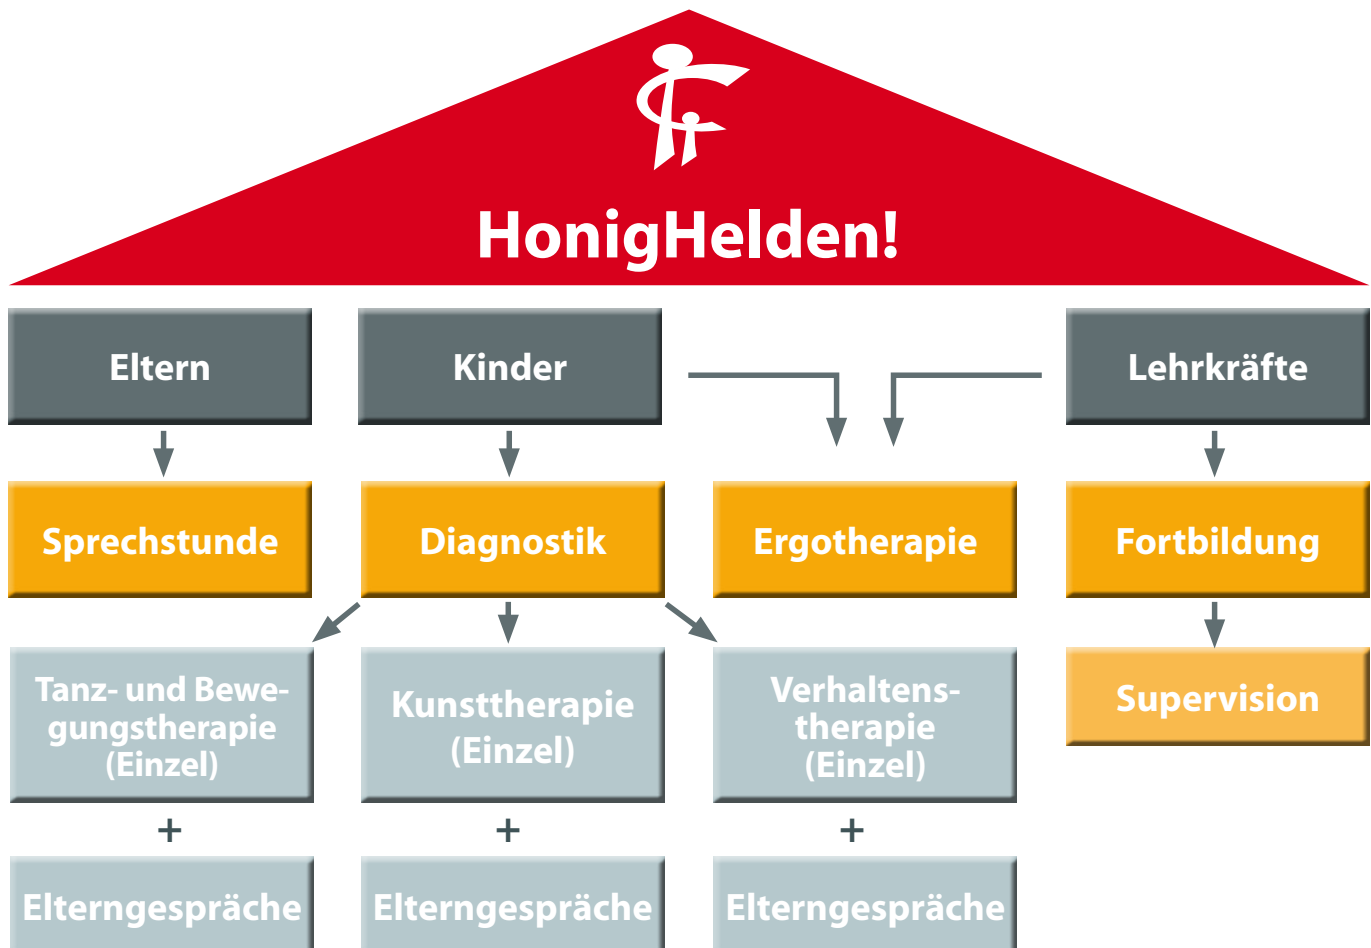 HonigHelden!
Eltern
Kinder
Lehrkräfte
Sprechstunde
Diagnostik
Ergotherapie
Fortbildung
Tanz- und Bewe-
gungstherapie
(Einzel)
Kunsttherapie
(Einzel)
Verhaltens-
therapie
(Einzel)
Supervision
+
+
+
Elterngespräche
Elterngespräche
Elterngespräche